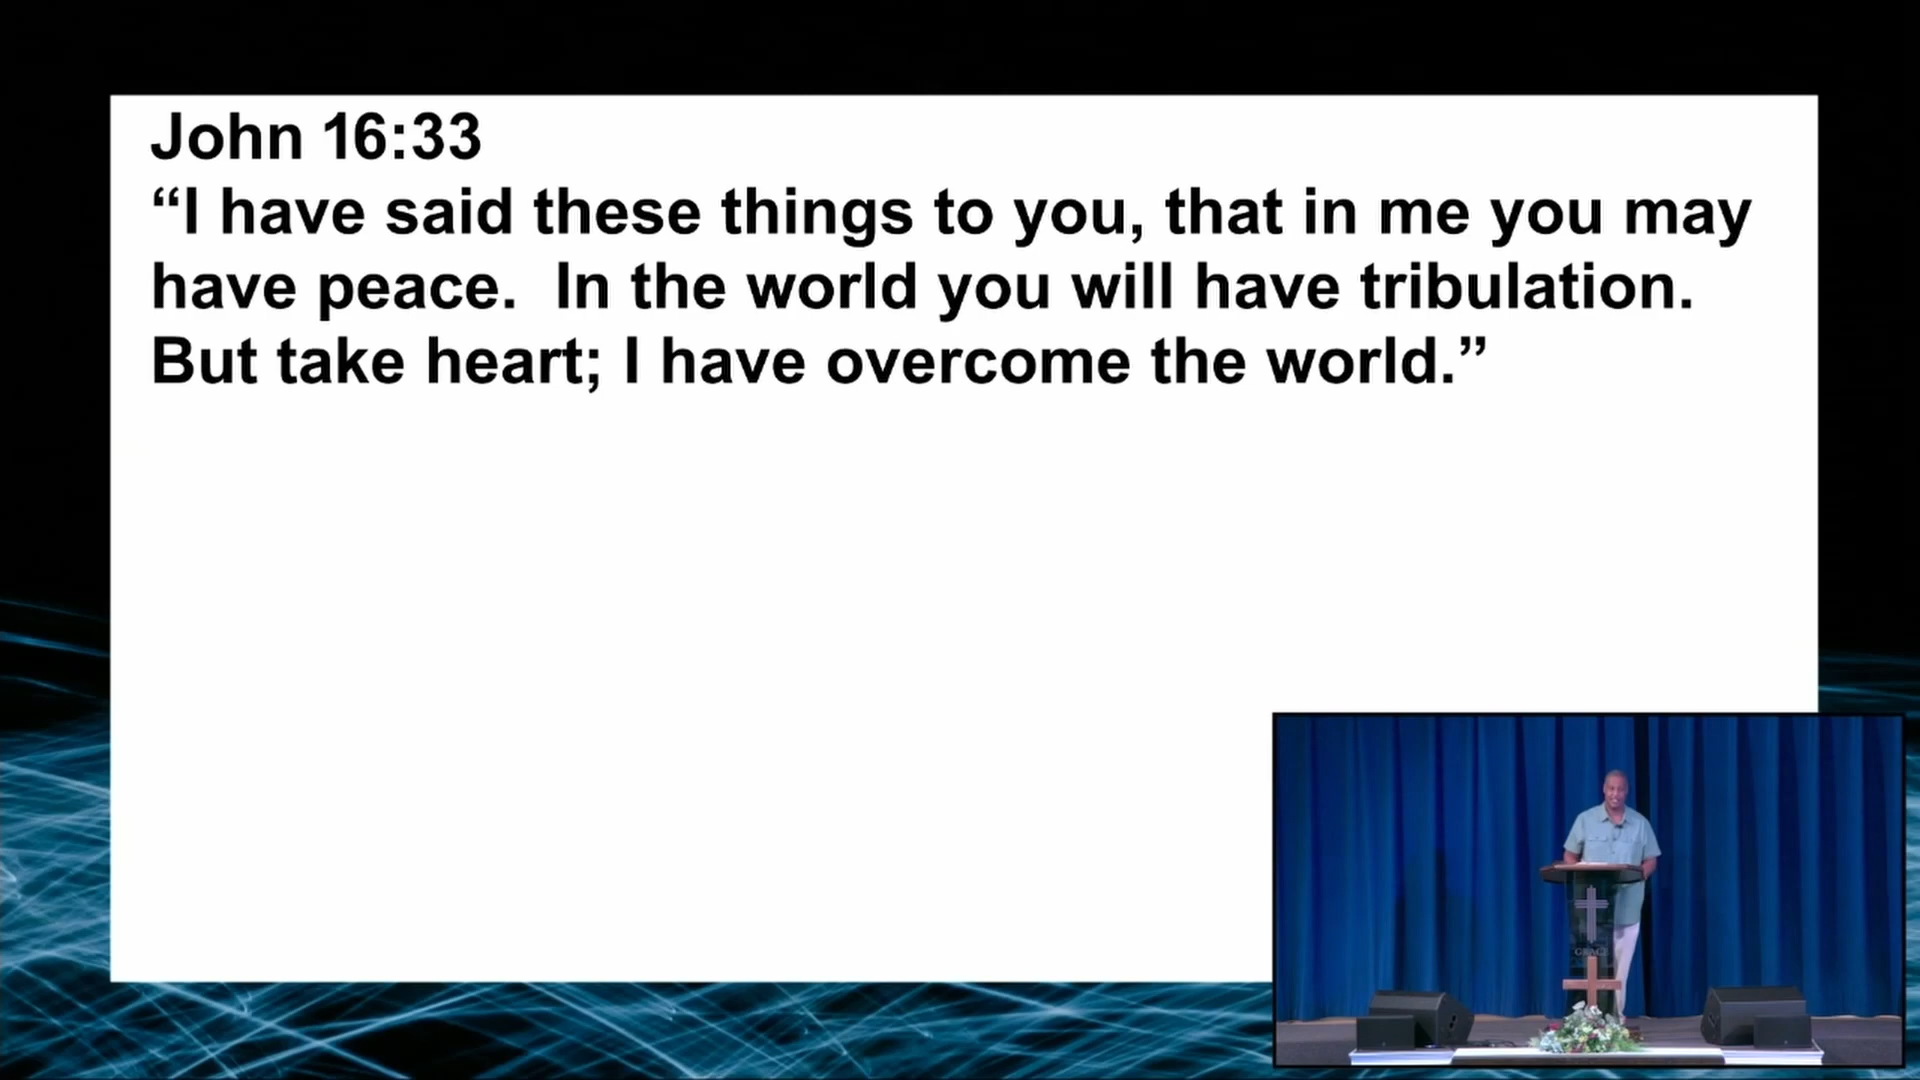 John 16:33
“I have said these things to you, that in me you may
have peace.  In the world you will have tribulation.
But take heart; I have overcome the world.”
GRACE